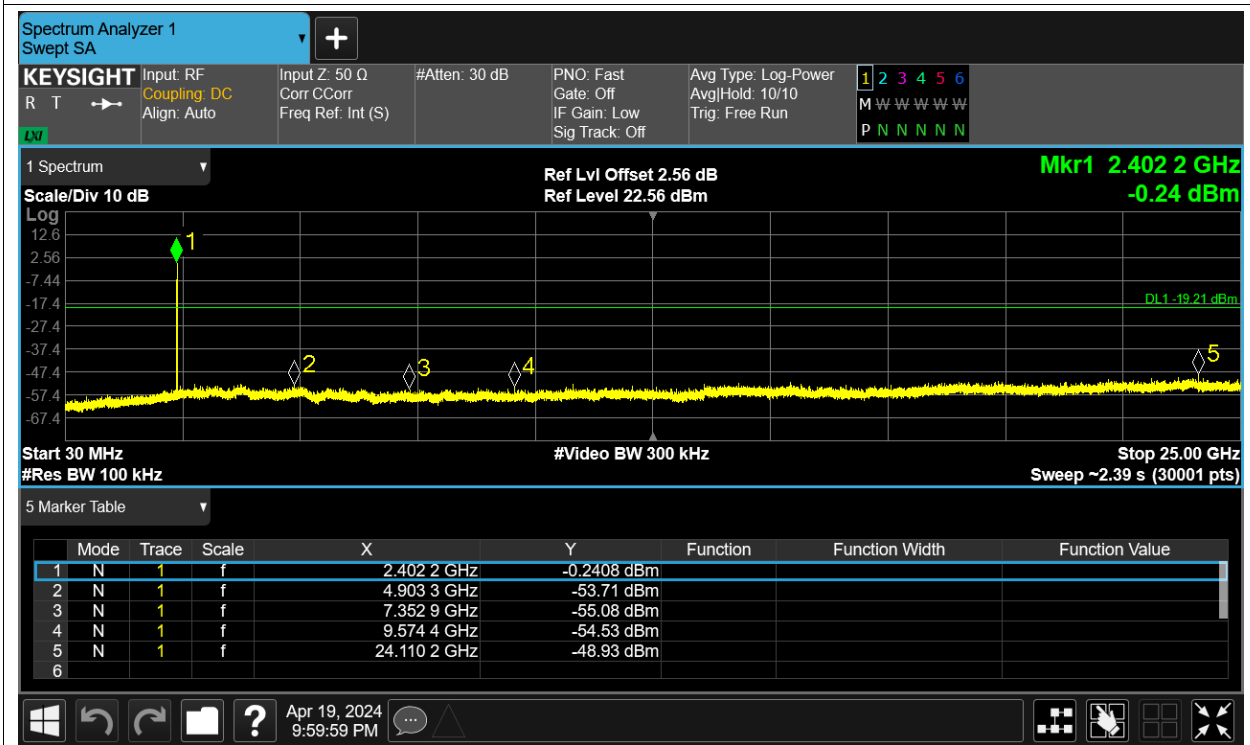 Spectrum Analyzer 1
Swept SA
KEYSIGHT
R T
LXI
Input: RF
Coupling: DC
Align: Auto
Input Z: 50 Ω
Corr CCorr
Freq Ref: Int (S)
#Atten: 30 dB
PNO: Fast
Gate: Off
IF Gain: Low
Sig Track: Off
Avg Type: Log-Power
Avg|Hold: 10/10
Trig: Free Run
1 2 3 4 5 6
M W W W W W
P N N N N N
1 Spectrum
Scale/Div 10 dB
Ref Lvl Offset 2.56 dB
Ref Level 22.56 dBm
Mkr1 2.402 2 GHz
-0.24 dBm
Log
12.6
2.56
-7.44
-17.4
-27.4
-37.4
-47.4
-57.4
-67.4
1
2
3
4
5
DL1 -19.21 dBm
Start 30 MHz
#Video BW 300 kHz
Stop 25.00 GHz
#Res BW 100 kHz
Sweep ~2.39 s (30001 pts)
5 Marker Table
Mode Trace Scale X Y Function Function Width Function Value
1 N 1 f 2.402 2 GHz -0.2408 dBm
2 N 1 f 4.903 3 GHz -53.71 dBm
3 N 1 f 7.352 9 GHz -55.08 dBm
4 N 1 f 9.574 4 GHz -54.53 dBm
5 N 1 f 24.110 2 GHz -48.93 dBm
6
?
Apr 19, 2024
9:59:59 PM